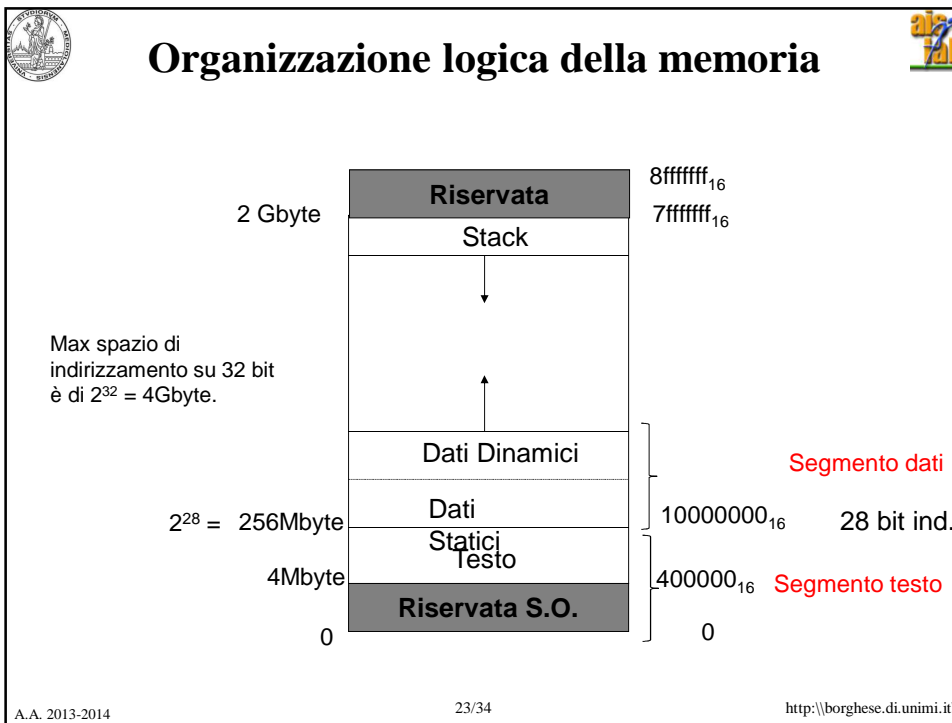 Organizzazione logica della memoria
Riservata
8fffffff16
2 Gbyte
7fffffff16
Stack
Max spazio di
indirizzamento su 32 bit
è di 2^32 = 4Gbyte.
Dati Dinamici
Segmento dati
2^28 = 256Mbyte
Dati
Statici
1000000016
28 bit ind.
Testo
4Mbyte
40000016
Segmento testo
Riservata S.O.
0
0
A.A. 2013-2014
23/34
http:\\borghese.di.unimi.it